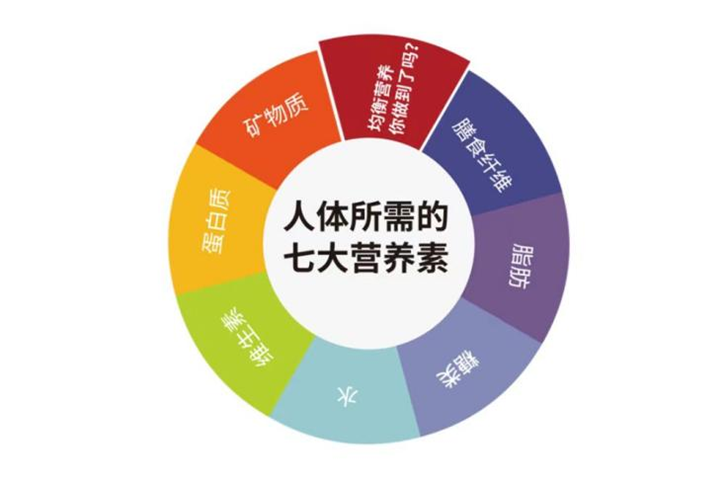 人体所需的
七大营养素
均衡营养
你做到了吗?
膳食纤维
脂肪
糖类
水
维生素
蛋白质
矿物质